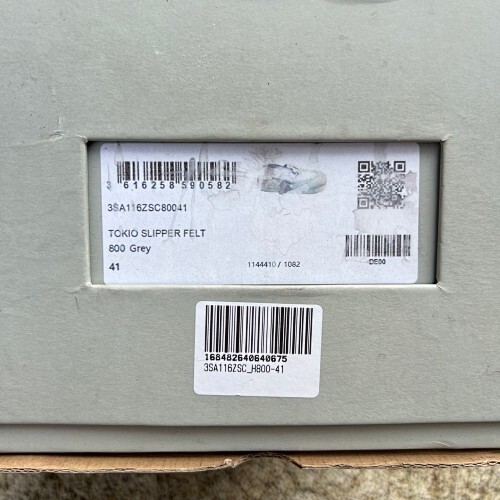 3 616258 590582
3SA116ZSC80041
TOKIO SLIPPER FELT
800 Grey
41
1144410 / 1082
DE00
168482640640675
3SA116ZSC_H800-41